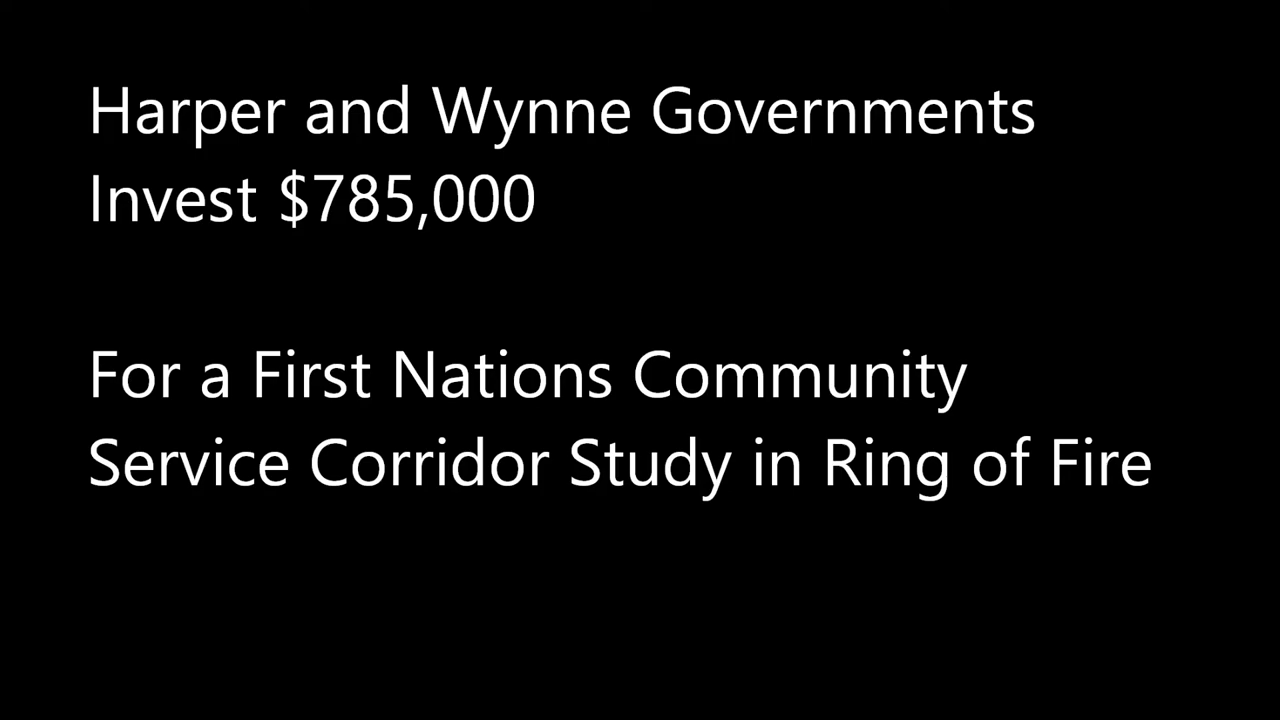 Harper and Wynne Governments
Invest $785,000
For a First Nations Community
Service Corridor Study in Ring of Fire